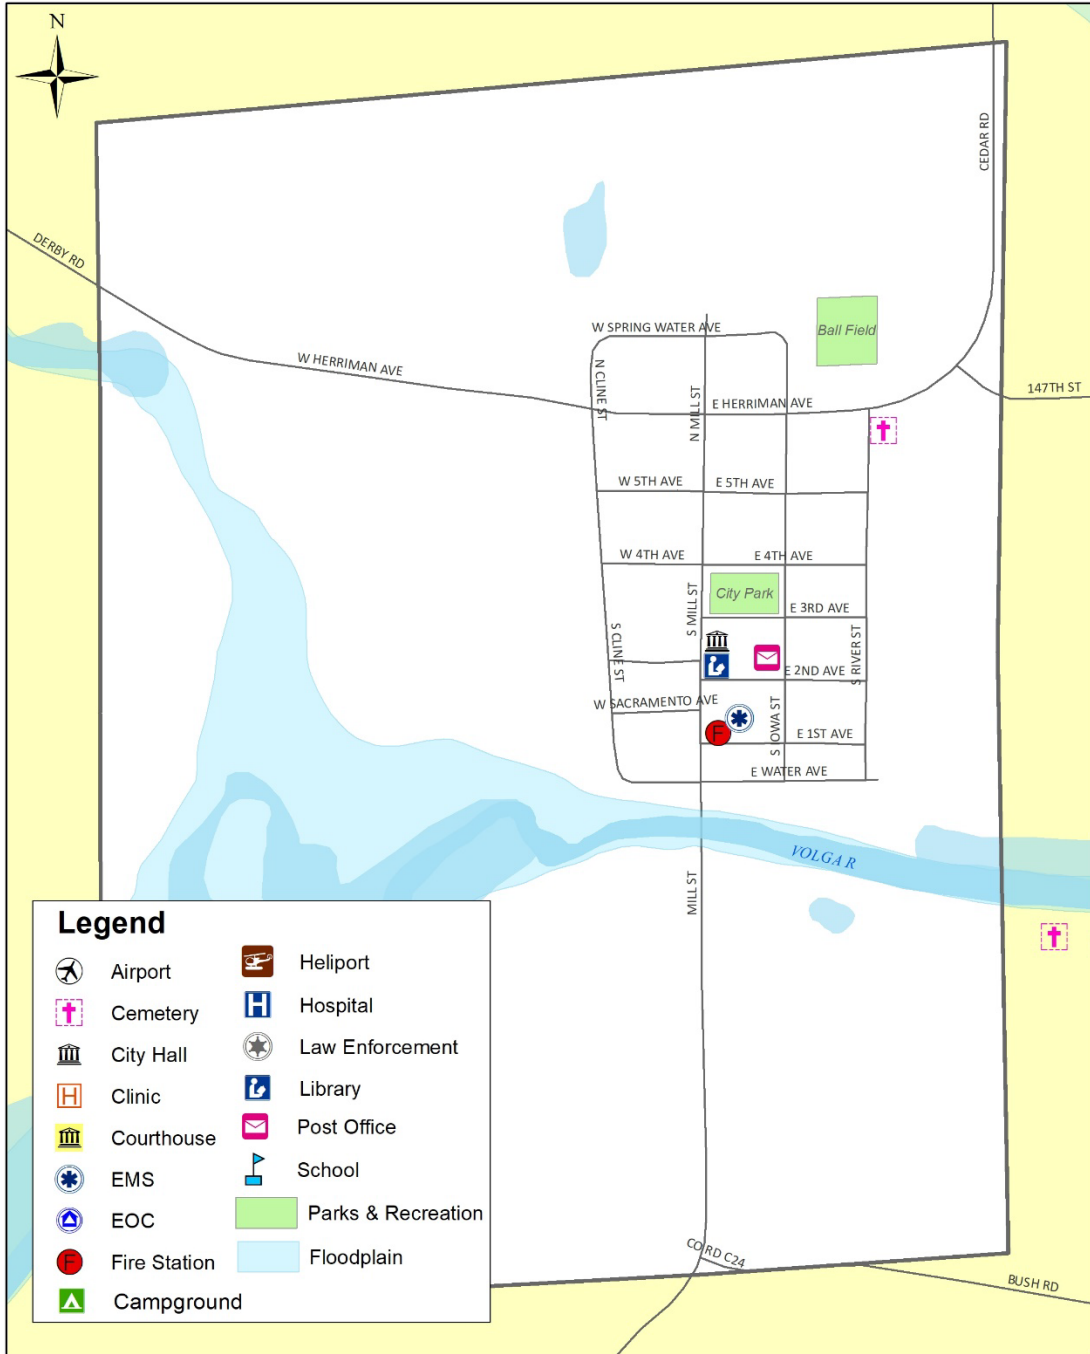 N
CEDAR RD
DERBY RD
W SPRING WATER AVE
Ball Field
W HERRIMAN AVE
N CLINE ST
N MILL ST
E HERRIMAN AVE
147TH ST
W 5TH AVE
E 5TH AVE
W 4TH AVE
E 4TH AVE
City Park
S MILL ST
E 3RD AVE
S CLINE ST
S RIVER ST
E 2ND AVE
W SACRAMENTO AVE
S IOWA ST
F
E 1ST AVE
E WATER AVE
VOLGA R
MILL ST
Legend
Airport
Cemetery
City Hall
H
Clinic
Courthouse
EMS
EOC
F
Fire Station
Campground
Heliport
H
Hospital
Law Enforcement
Library
Post Office
School
Parks & Recreation
Floodplain
CO RD C24
BUSH RD